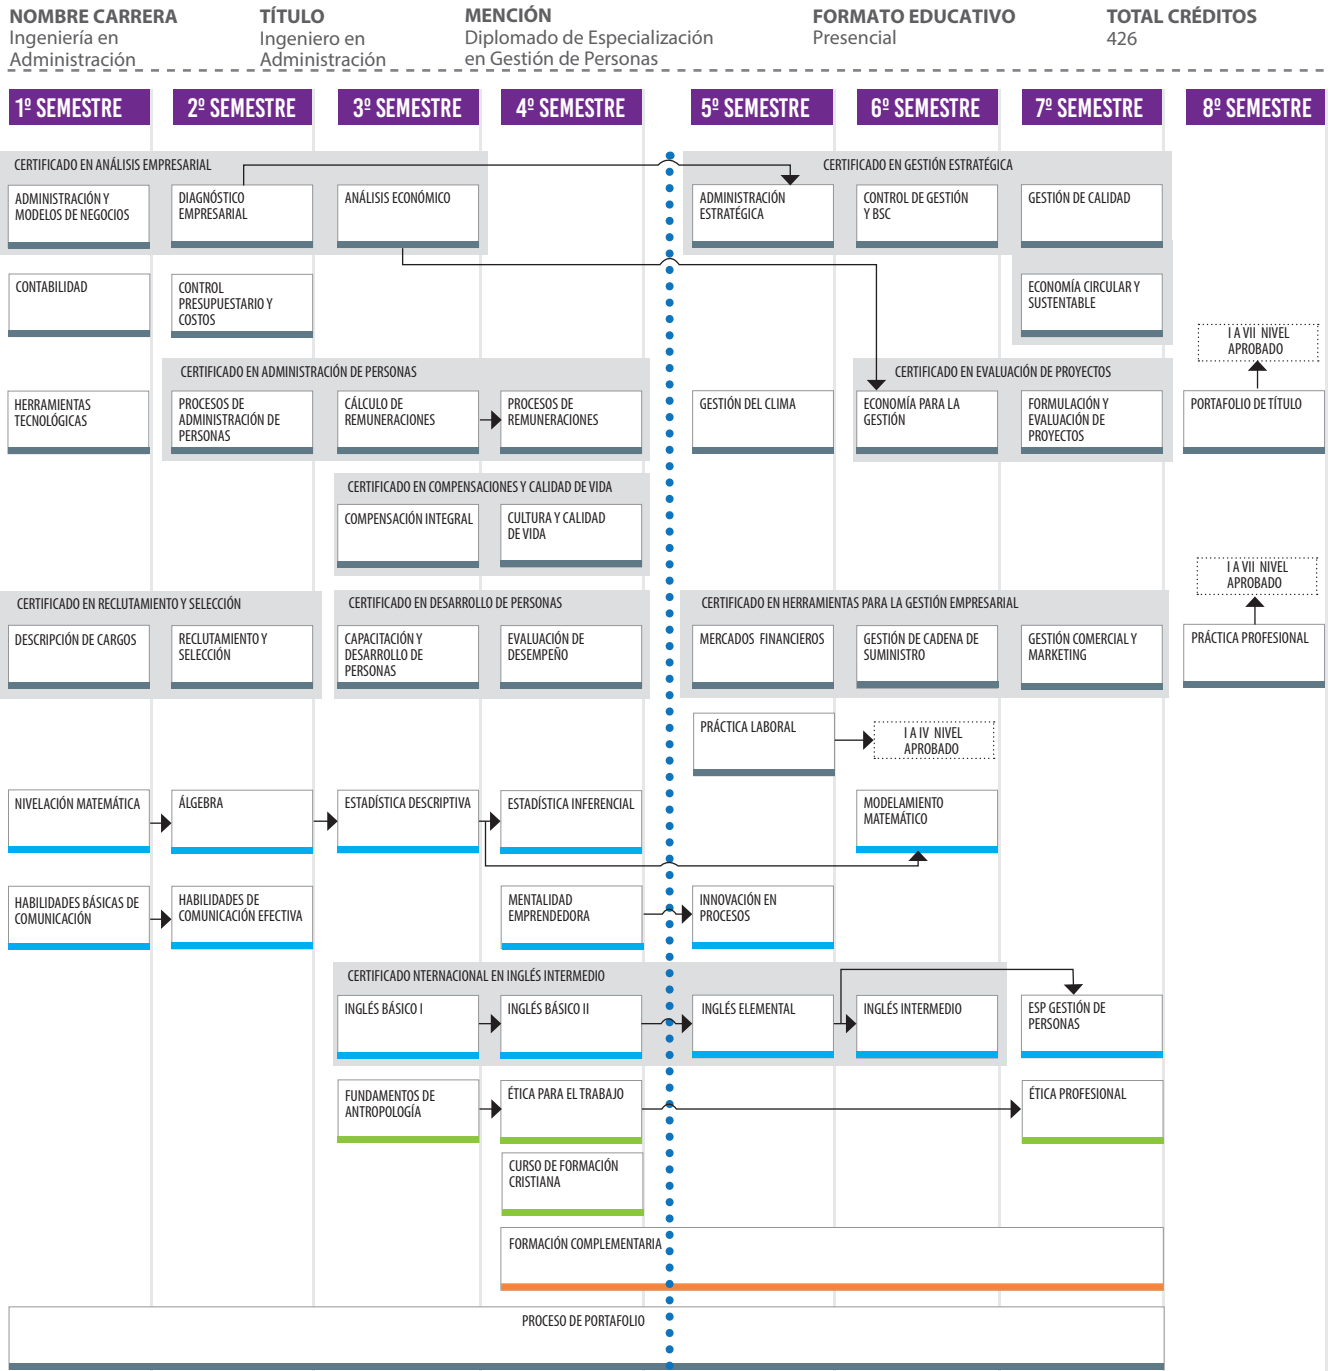 NOMBRE CARRERA
Ingeniería en
Administración
TÍTULO
Ingeniero en
Administración
MENCIÓN
Diplomado de Especialización
en Gestión de Personas
FORMATO EDUCATIVO
Presencial
TOTAL CRÉDITOS
426
1º SEMESTRE
2º SEMESTRE
3º SEMESTRE
4º SEMESTRE
5º SEMESTRE
6º SEMESTRE
7º SEMESTRE
8º SEMESTRE
CERTIFICADO EN ANÁLISIS EMPRESARIAL
CERTIFICADO EN GESTIÓN ESTRATÉGICA
ADMINISTRACIÓN Y
MODELOS DE NEGOCIOS
DIAGNÓSTICO
EMPRESARIAL
ANÁLISIS ECONÓMICO
ADMINISTRACIÓN
ESTRATÉGICA
CONTROL DE GESTIÓN
Y BSC
GESTIÓN DE CALIDAD
CONTABILIDAD
CONTROL
PRESUPUESTARIO Y
COSTOS
ECONOMÍA CIRCULAR Y
SUSTENTABLE
I A VII NIVEL
APROBADO
CERTIFICADO EN ADMINISTRACIÓN DE PERSONAS
CERTIFICADO EN EVALUACIÓN DE PROYECTOS
HERRAMIENTAS
TECNOLÓGICAS
PROCESOS DE
ADMINISTRACIÓN DE
PERSONAS
CÁLCULO DE
REMUNERACIONES
PROCESOS DE
REMUNERACIONES
GESTIÓN DEL CLIMA
ECONOMÍA PARA LA
GESTIÓN
FORMULACIÓN Y
EVALUACIÓN DE
PROYECTOS
PORTAFOLIO DE TÍTULO
CERTIFICADO EN COMPENSACIONES Y CALIDAD DE VIDA
COMPENSACIÓN INTEGRAL
CULTURA Y CALIDAD
DE VIDA
I A VII NIVEL
APROBADO
CERTIFICADO EN RECLUTAMIENTO Y SELECCIÓN
CERTIFICADO EN DESARROLLO DE PERSONAS
CERTIFICADO EN HERRAMIENTAS PARA LA GESTIÓN EMPRESARIAL
DESCRIPCIÓN DE CARGOS
RECLUTAMIENTO Y
SELECCIÓN
CAPACITACIÓN Y
DESARROLLO DE
PERSONAS
EVALUACIÓN DE
DESEMPEÑO
MERCADOS FINANCIEROS
GESTIÓN DE CADENA DE
SUMINISTRO
GESTIÓN COMERCIAL Y
MARKETING
PRÁCTICA PROFESIONAL
PRÁCTICA LABORAL
I A IV NIVEL
APROBADO
NIVELACIÓN MATEMÁTICA
ÁLGEBRA
ESTADÍSTICA DESCRIPTIVA
ESTADÍSTICA INFERENCIAL
MODELAMIENTO
MATEMÁTICO
HABILIDADES BÁSICAS DE
COMUNICACIÓN
HABILIDADES DE
COMUNICACIÓN EFECTIVA
MENTALIDAD
EMPRENDEDORA
INNOVACIÓN EN
PROCESOS
CERTIFICADO NTERNACIONAL EN INGLÉS INTERMEDIO
INGLÉS BÁSICO I
INGLÉS BÁSICO II
INGLÉS ELEMENTAL
INGLÉS INTERMEDIO
ESP GESTIÓN DE
PERSONAS
FUNDAMENTOS DE
ANTROPOLOGÍA
ÉTICA PARA EL TRABAJO
ÉTICA PROFESIONAL
CURSO DE FORMACIÓN
CRISTIANA
FORMACIÓN COMPLEMENTARIA
PROCESO DE PORTAFOLIO